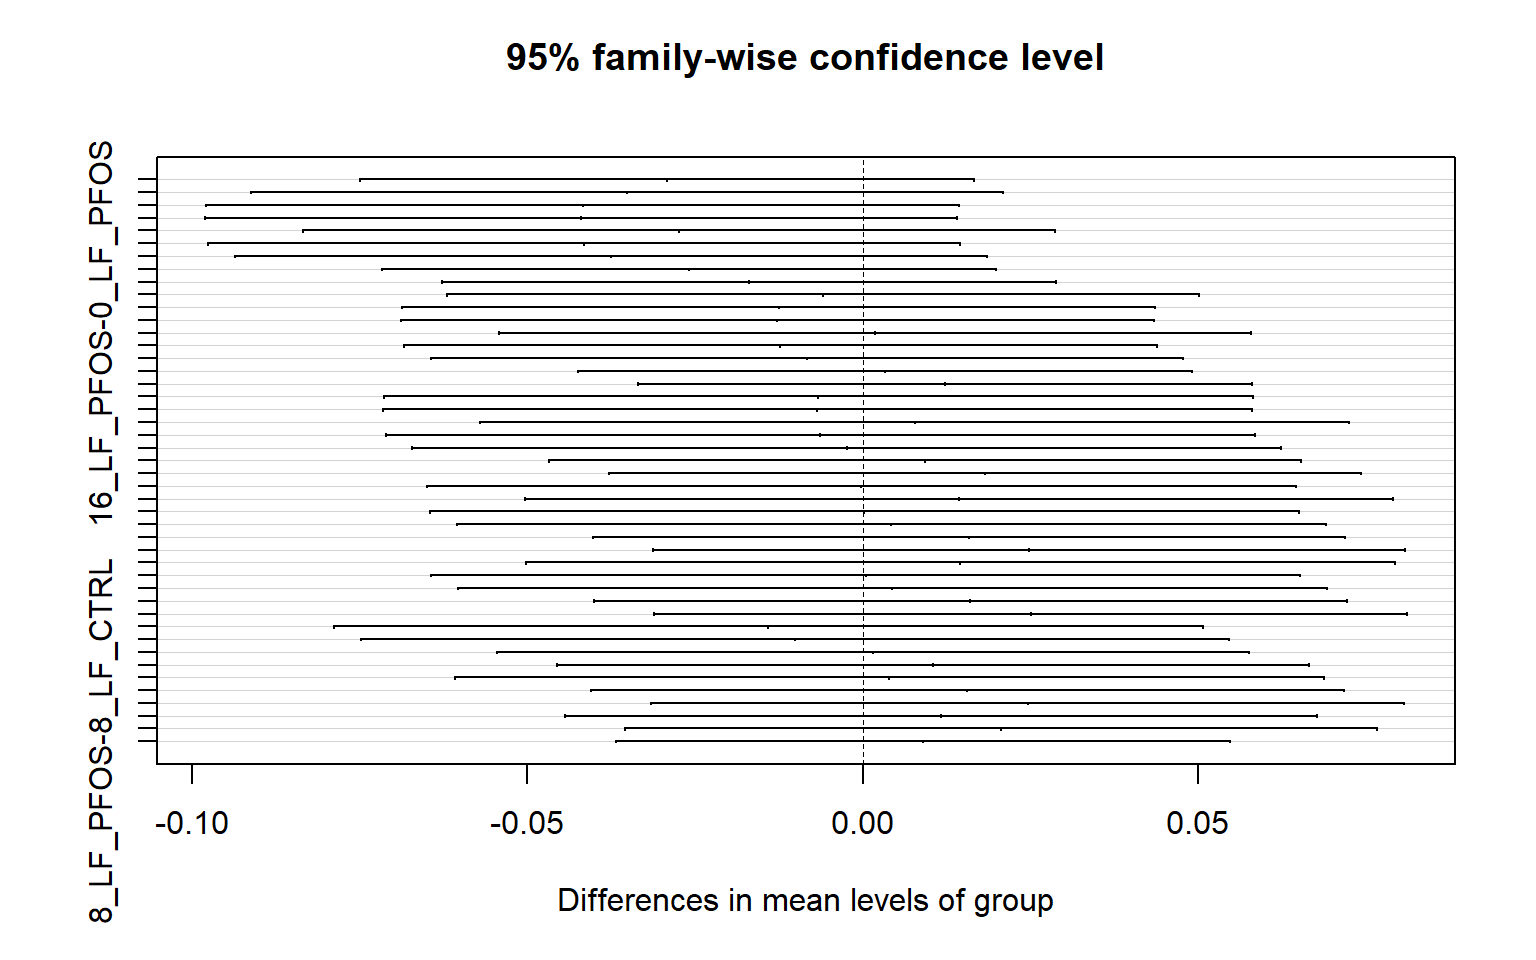 95% family-wise confidence level
16_LF_PFOS-0_LF_PFOS
8_LF_PFOS-8_LF_CTRL
-0.10 -0.05 0.00 0.05
Differences in mean levels of group